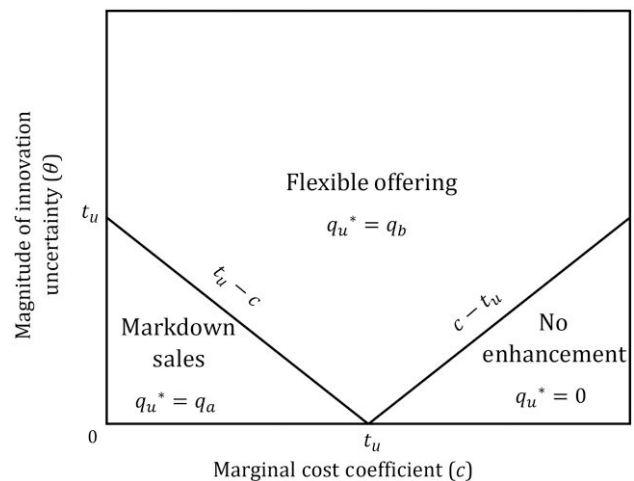 Magnitude of innovation
uncertainty (θ)
Flexible offering
t_u
q_u* = q_b
t_u − c
c − t_u
Markdown
sales
No
enhancement
q_u* = q_a
q_u* = 0
0
t_u
Marginal cost coefficient (c)